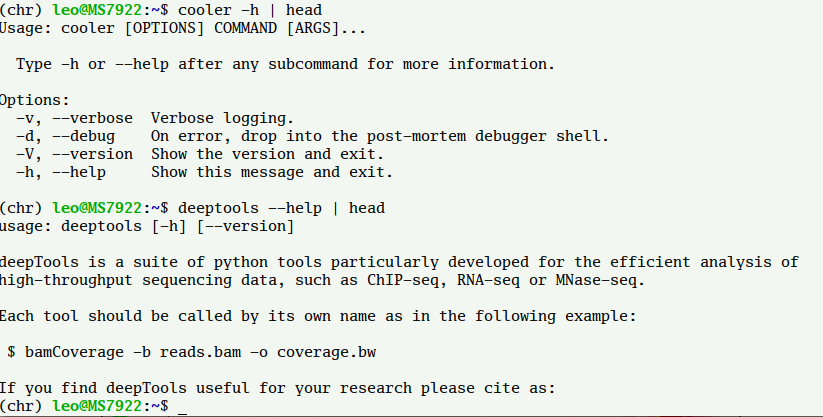 (chr) leo@MS7922:~$ cooler -h | head
Usage: cooler [OPTIONS] COMMAND [ARGS]...
Type -h or --help after any subcommand for more information.
Options:
-v, --verbose Verbose logging.
-d, --debug On error, drop into the post-mortem debugger shell.
-V, --version Show the version and exit.
-h, --help Show this message and exit.
(chr) leo@MS7922:~$ deeptools --help | head
usage: deeptools [-h] [--version]
deepTools is a suite of python tools particularly developed for the efficient analysis of
high-throughput sequencing data, such as ChIP-seq, RNA-seq or MNase-seq.
Each tool should be called by its own name as in the following example:
$ bamCoverage -b reads.bam -o coverage.bw
If you find deepTools useful for your research please cite as:
(chr) leo@MS7922:~$ _